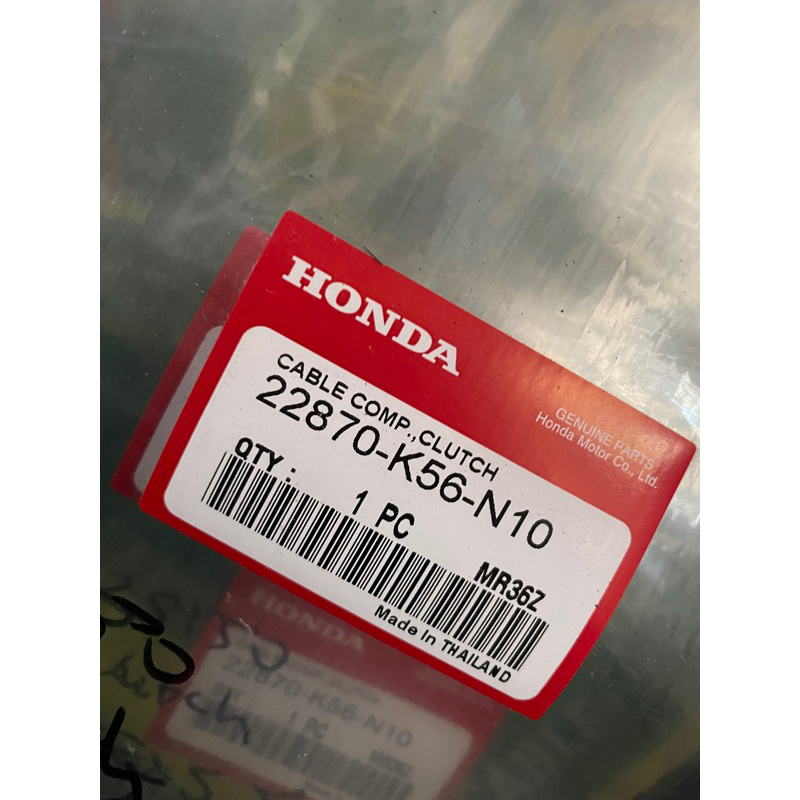 HONDA
GENUINE PARTS
Honda Motor Co., Ltd.
CABLE COMP.,CLUTCH
22870-K56-N10
QTY :
1 PC
MR36Z
Made In THAILAND
HONDA
22870-K56-N10
1 PC